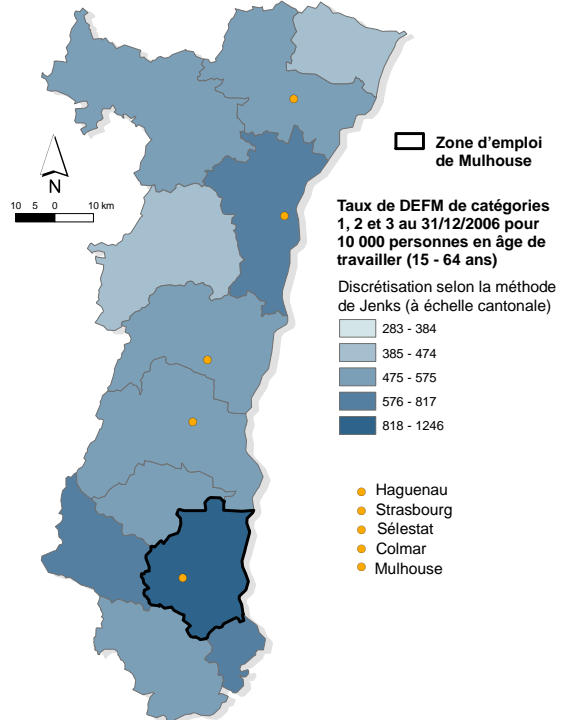 N
10 5 0 10 km
Zone d'emploi
de Mulhouse
Taux de DEFM de catégories
1, 2 et 3 au 31/12/2006 pour
10 000 personnes en âge de
travailler (15 - 64 ans)
Discrétisation selon la méthode
de Jenks (à échelle cantonale)
283 - 384
385 - 474
475 - 575
576 - 817
818 - 1246
Haguenau
Strasbourg
Sélestat
Colmar
Mulhouse